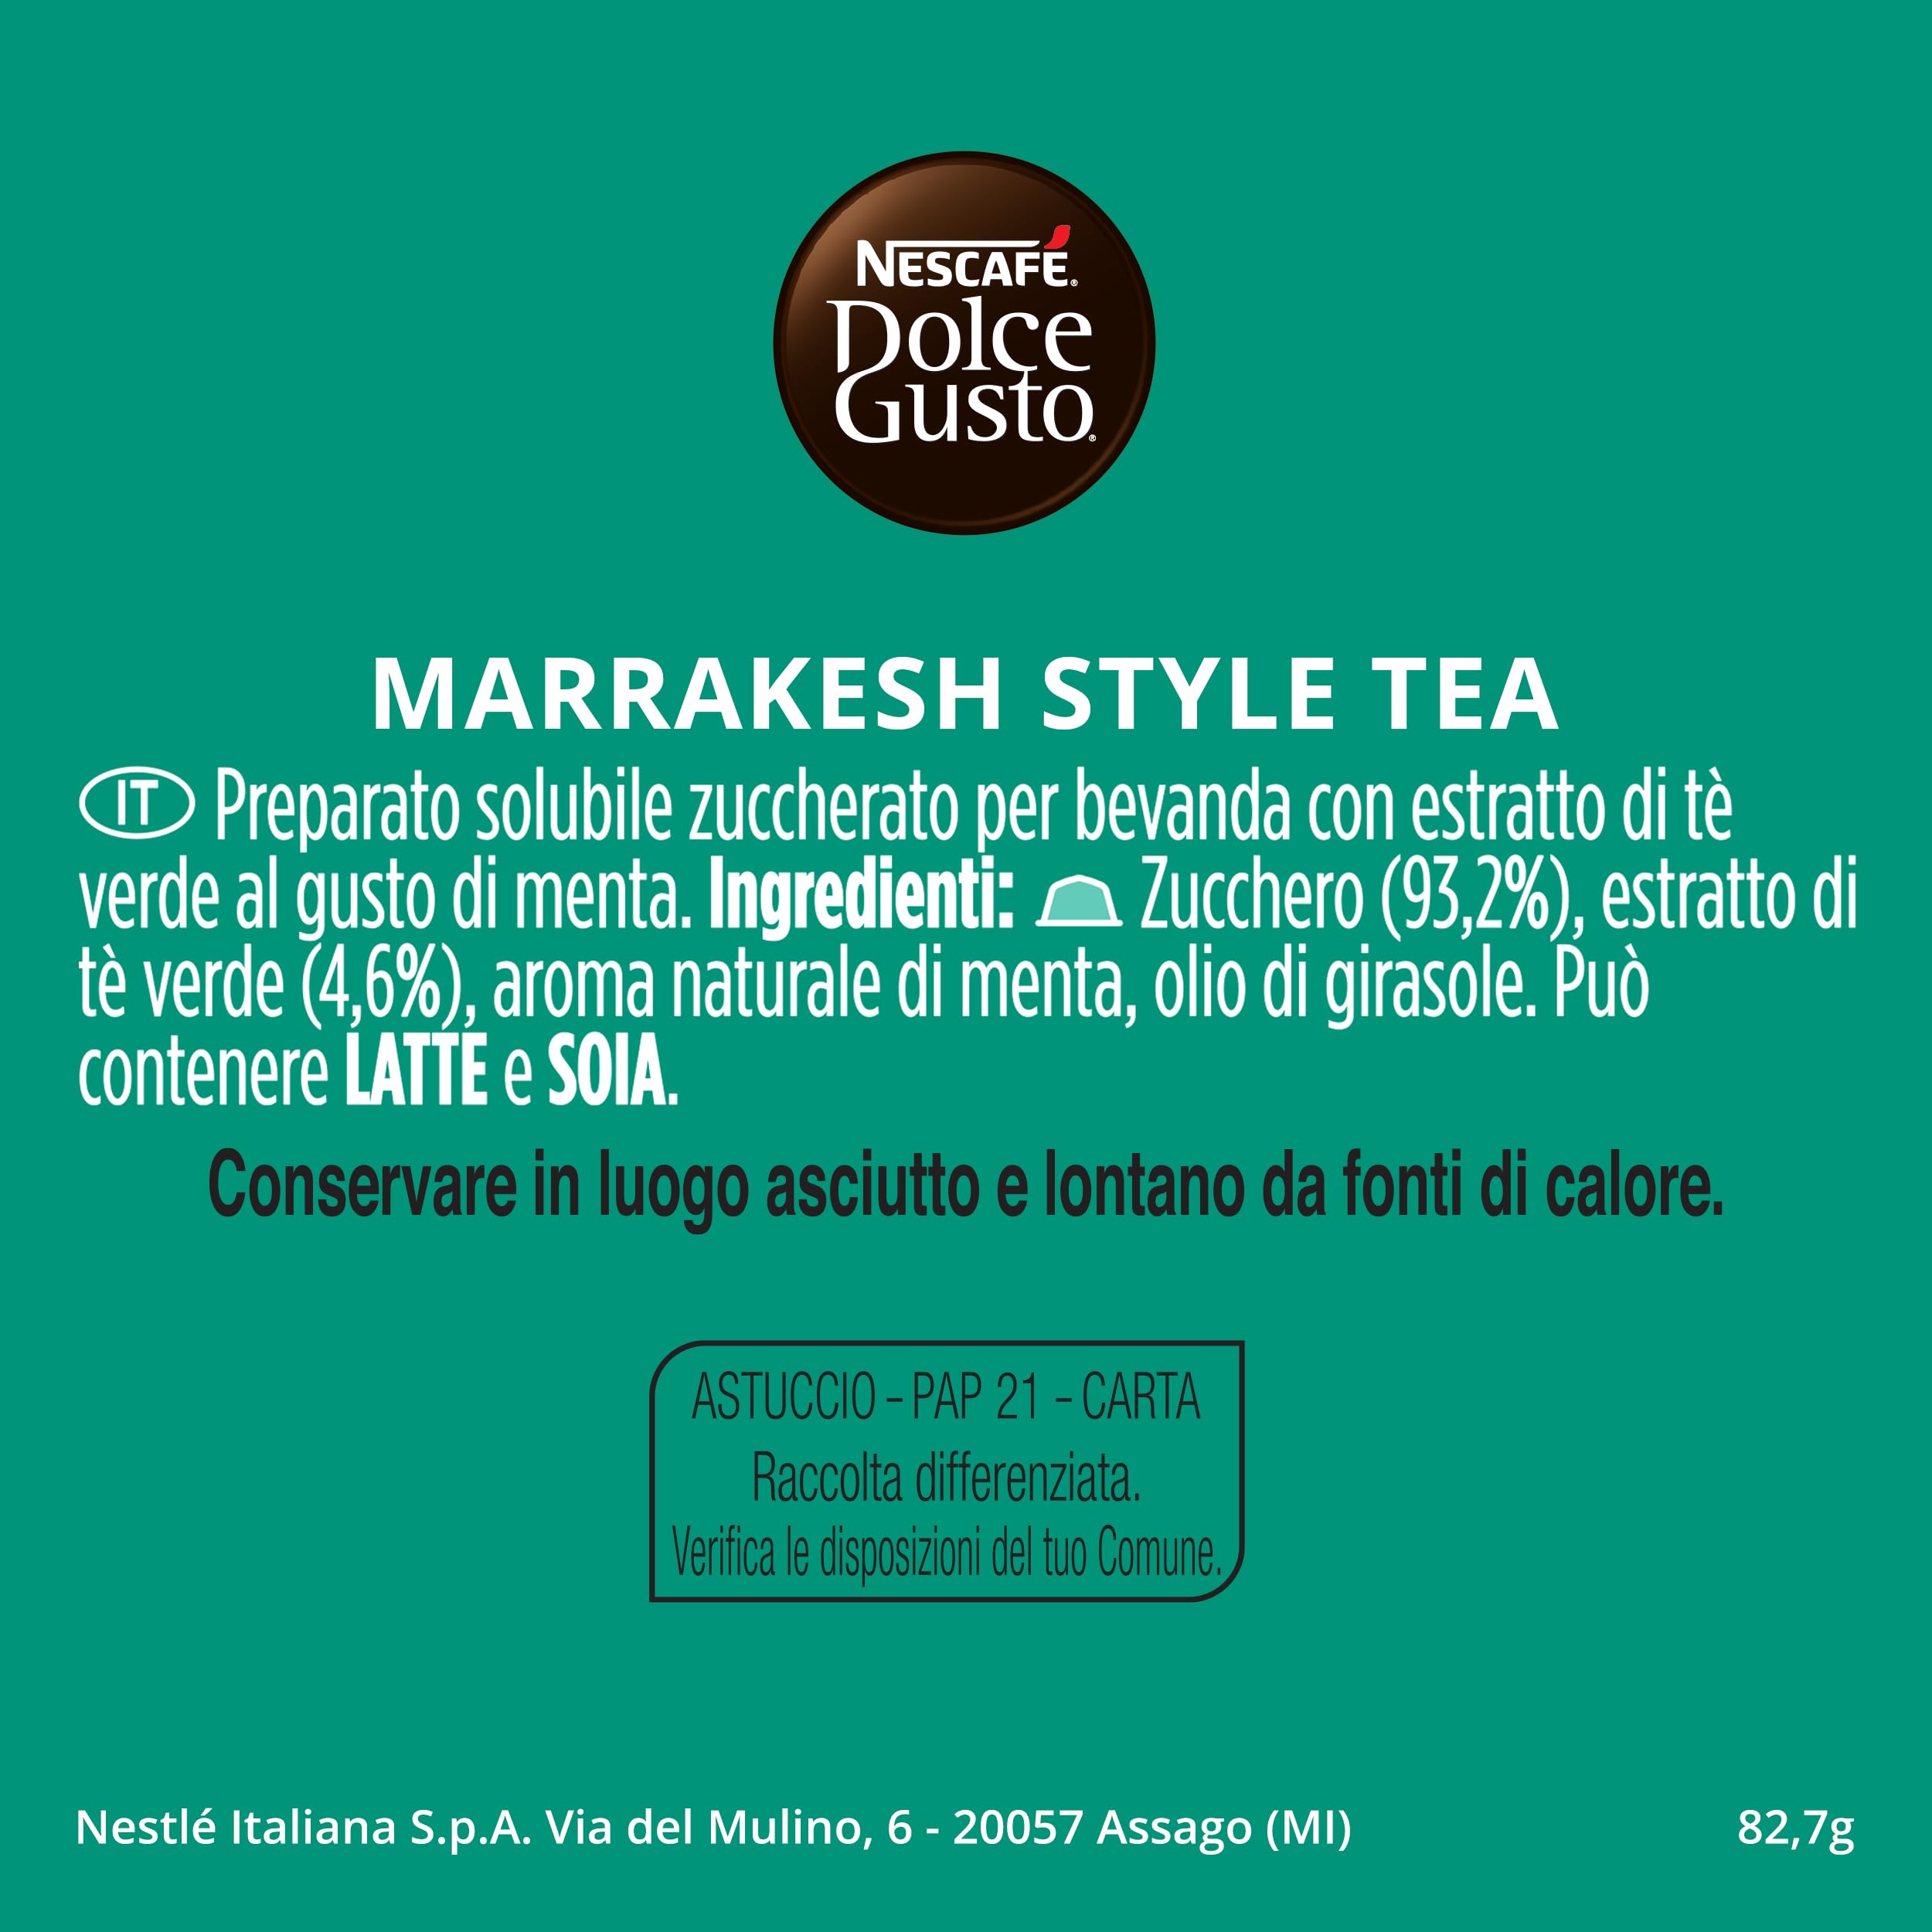 NESCAFÉ®
Dolce
Gusto®
MARRAKESH STYLE TEA
IT Preparato solubile zuccherato per bevanda con estratto di tè
verde al gusto di menta. Ingredienti: Zucchero (93,2%), estratto di
tè verde (4,6%), aroma naturale di menta, olio di girasole. Può
contenere LATTE e SOIA.
Conservare in luogo asciutto e lontano da fonti di calore.
ASTUCCIO – PAP 21 – CARTA
Raccolta differenziata.
Verifica le disposizioni del tuo Comune.
Nestlé Italiana S.p.A. Via del Mulino, 6 - 20057 Assago (MI) 82,7g